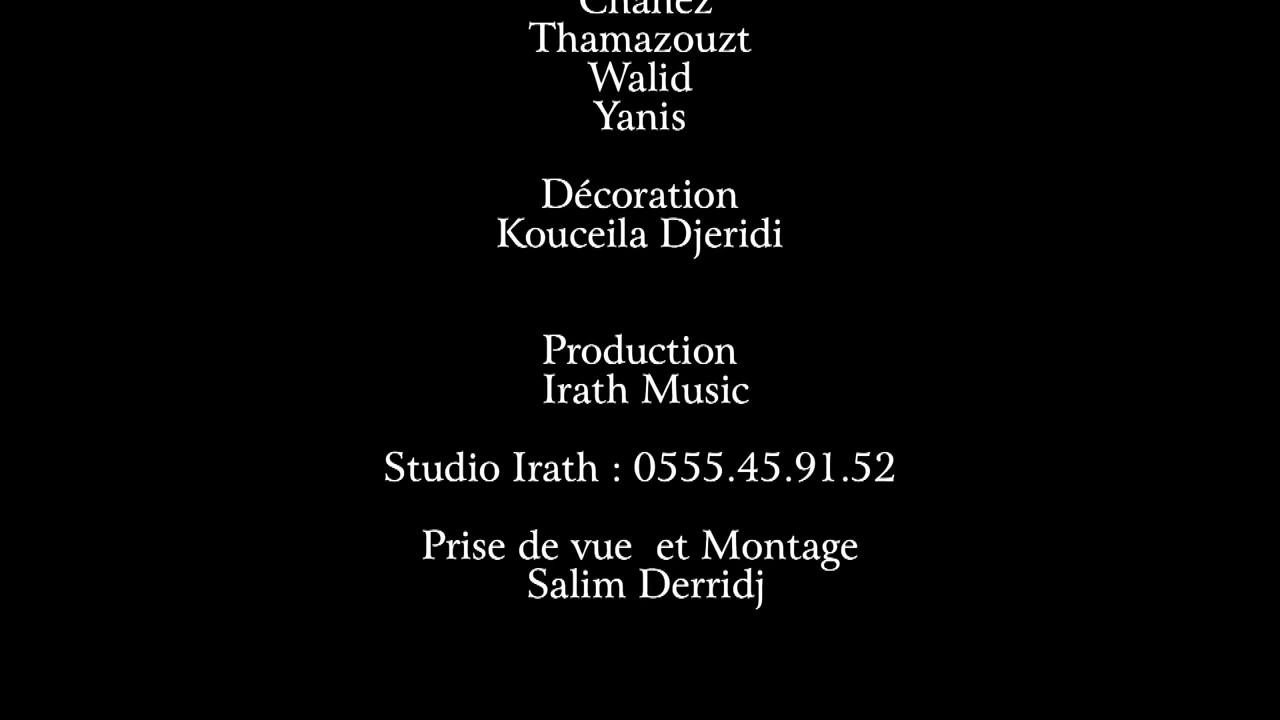 Chanez
Thamazouzt
Walid
Yanis
Décoration
Kouceila Djeridi
Production
Irath Music
Studio Irath : 0555.45.91.52
Prise de vue et Montage
Salim Derridj